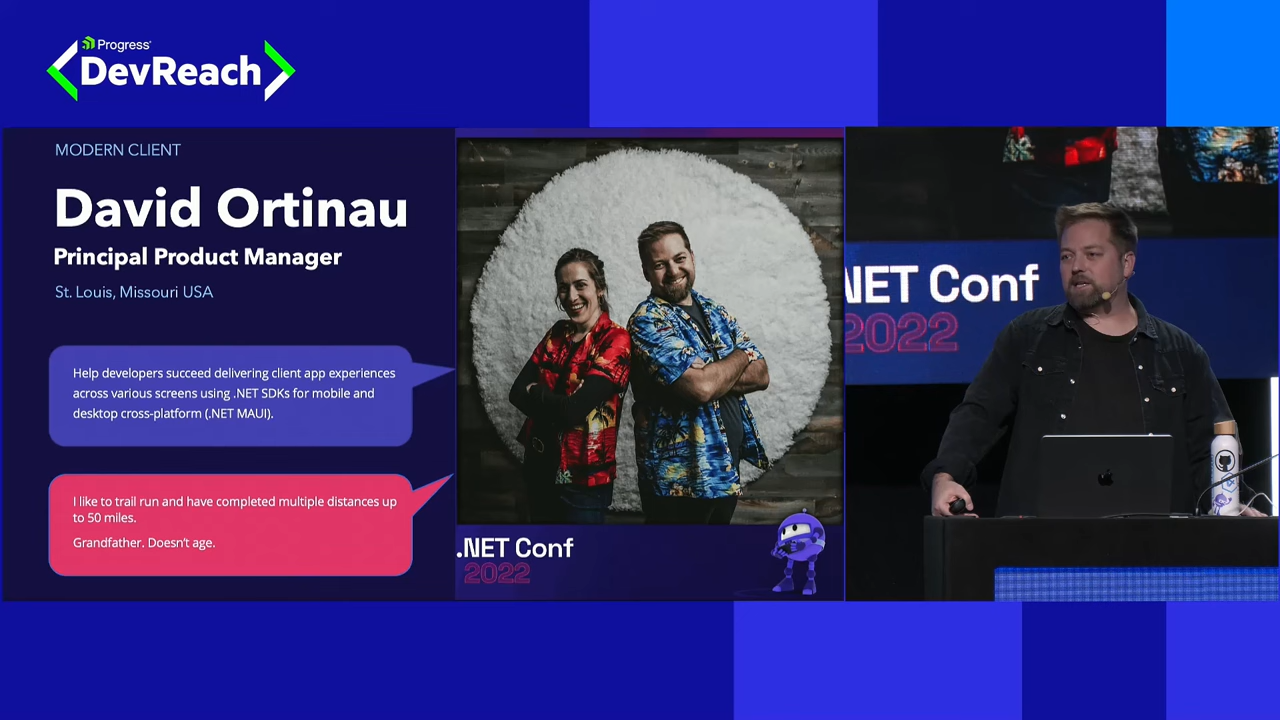 Progress
DevReach
MODERN CLIENT
David Ortinau
Principal Product Manager
St. Louis, Missouri USA
Help developers succeed delivering client app experiences
across various screens using .NET SDKs for mobile and
desktop cross-platform (.NET MAUI).
I like to trail run and have completed multiple distances up
to 50 miles.
Grandfather. Doesn't age.
.NET Conf
2022
NET Conf
2022